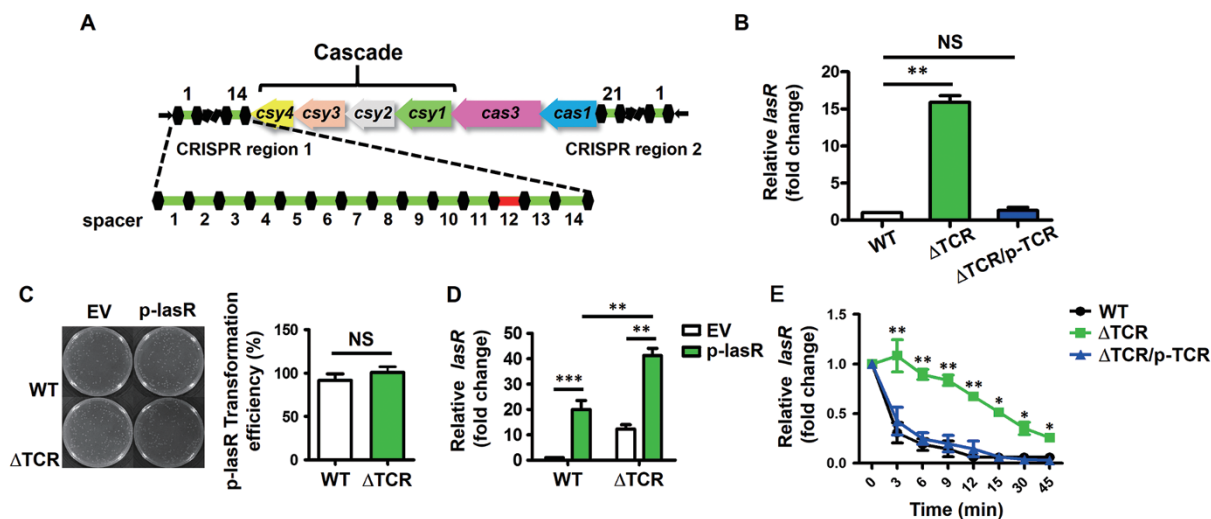 A
Cascade
1
14
csy4
csy3
csy2
csy1
cas3
cas1
21
1
CRISPR region 1
CRISPR region 2
spacer
1 2 3 4 5 6 7 8 9 10 11 12 13 14
B
NS
**
Relative lasR
(fold change)
20
15
10
5
0
WT
ΔTCR
ΔTCR/p-TCR
C
EV
p-lasR
WT
ΔTCR
p-lasR Transformation
efficiency (%)
150
100
50
0
NS
WT
ΔTCR
D
Relative lasR
(fold change)
50
40
30
20
10
0
**
**
***
EV
p-lasR
WT
ΔTCR
E
Relative lasR
(fold change)
1.5
1.0
0.5
0.0
** ** ** ** * * *
WT
ΔTCR
ΔTCR/p-TCR
0 3 6 9 12 15 30 45
Time (min)